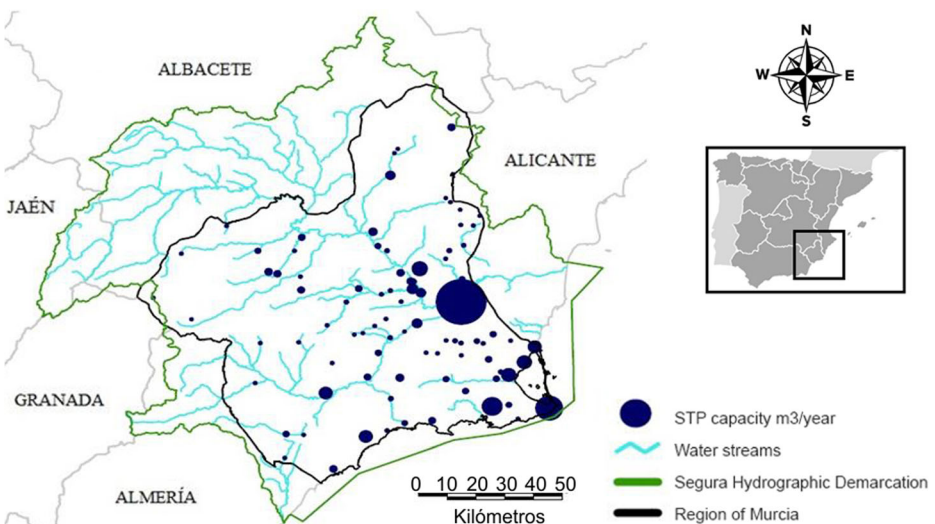 ALBACETE
ALICANTE
JAÉN
GRANADA
ALMERÍA
N
W E
S
STP capacity m3/year
Water streams
Segura Hydrographic Demarcation
Region of Murcia
0 10 20 30 40 50
Kilómetros